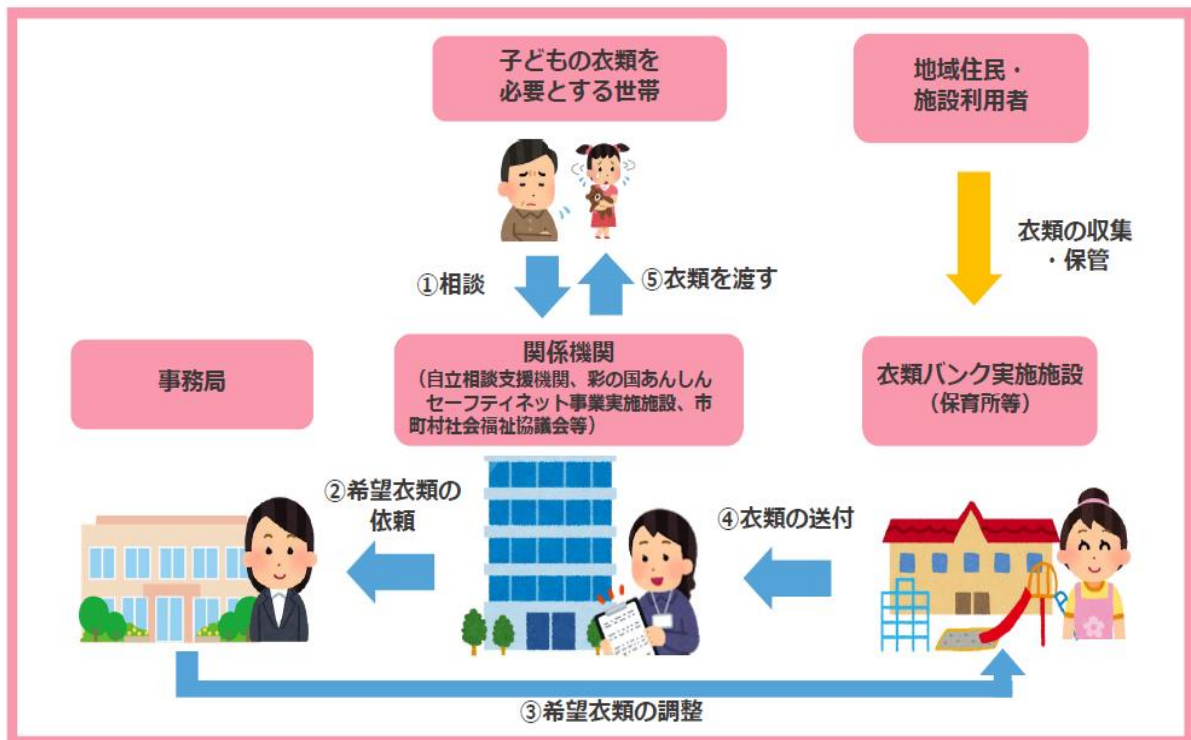 子どもの衣類を
必要とする世帯
地域住民・
施設利用者
衣類の収集
・保管
①相談
⑤衣類を渡す
事務局
関係機関
（自立相談支援機関、彩の国あんしん
セーフティネット事業実施施設、市
町村社会福祉協議会等）
衣類バンク実施施設
（保育所等）
②希望衣類の
依頼
④衣類の送付
③希望衣類の調整